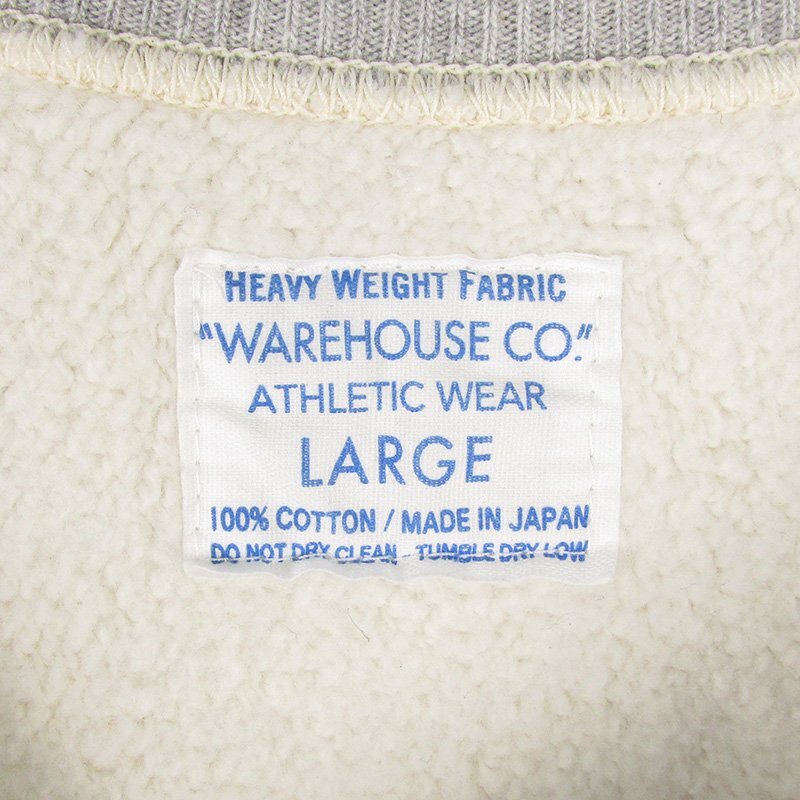 HEAVY WEIGHT FABRIC
"WAREHOUSE CO."
ATHLETIC WEAR
LARGE
100% COTTON / MADE IN JAPAN
DO NOT DRY CLEAN - TUMBLE DRY LOW